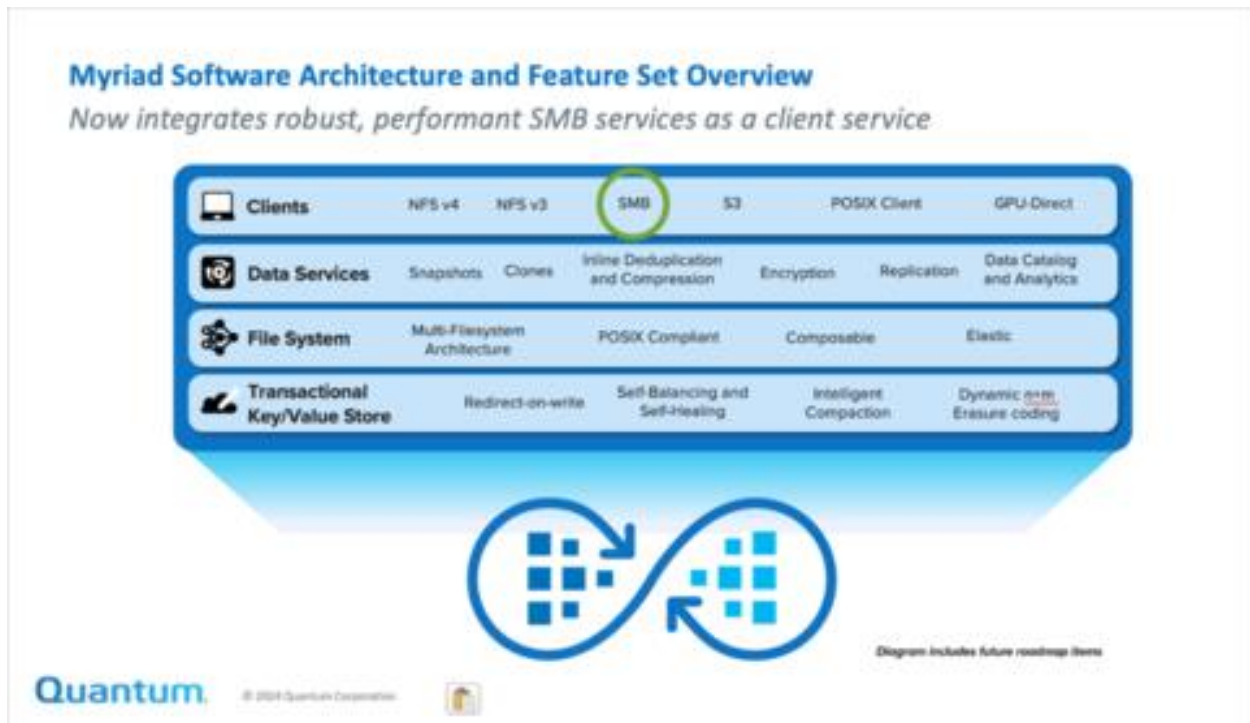 Myriad Software Architecture and Feature Set Overview
Now integrates robust, performant SMB services as a client service
Clients
NFS v4
NFS v3
SMB
S3
POSIX Client
GPU-Direct
Data Services
Snapshots
Clones
Inline Deduplication
and Compression
Encryption
Replication
Data Catalog
and Analytics
File System
Multi-Filesystem
Architecture
POSIX Compliant
Composable
Elastic
Transactional
Key/Value Store
Redirect-on-write
Self-Balancing and
Self-Healing
Intelligent
Compaction
Dynamic n+m
Erasure coding
Diagram includes future roadmap items
Quantum.
© 2024 Quantum Corporation